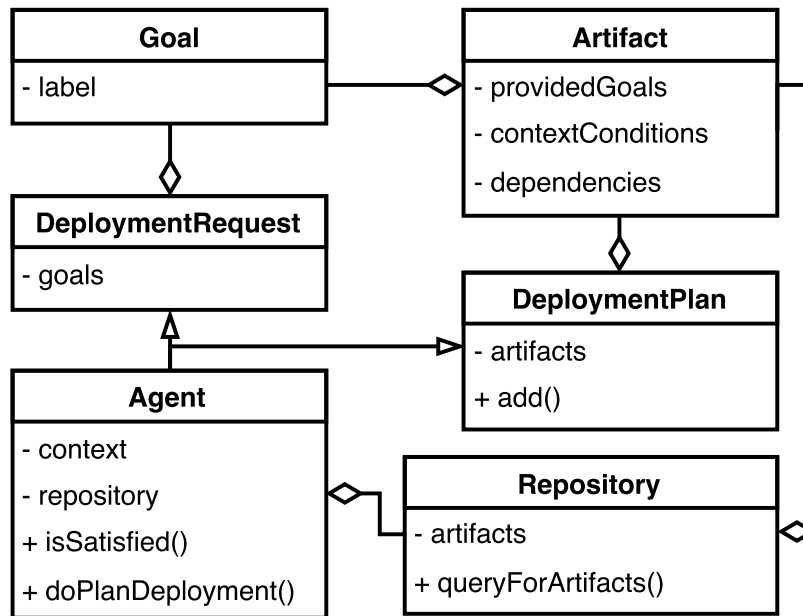 Goal
- label
Artifact
- providedGoals
- contextConditions
- dependencies
DeploymentRequest
- goals
DeploymentPlan
- artifacts
+ add()
Agent
- context
- repository
+ isSatisfied()
+ doPlanDeployment()
Repository
- artifacts
+ queryForArtifacts()